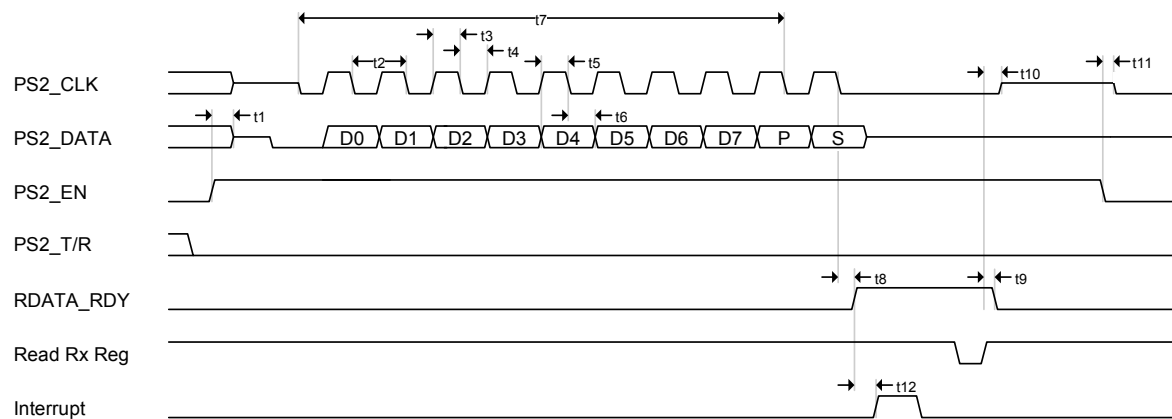 t7
t3
t4
PS2_CLK t2 t5 t10 t11
PS2_DATA t1 t6
D0 D1 D2 D3 D4 D5 D6 D7 P S
PS2_EN
PS2_T/R
t8 t9
RDATA_RDY
Read Rx Reg
t12
Interrupt